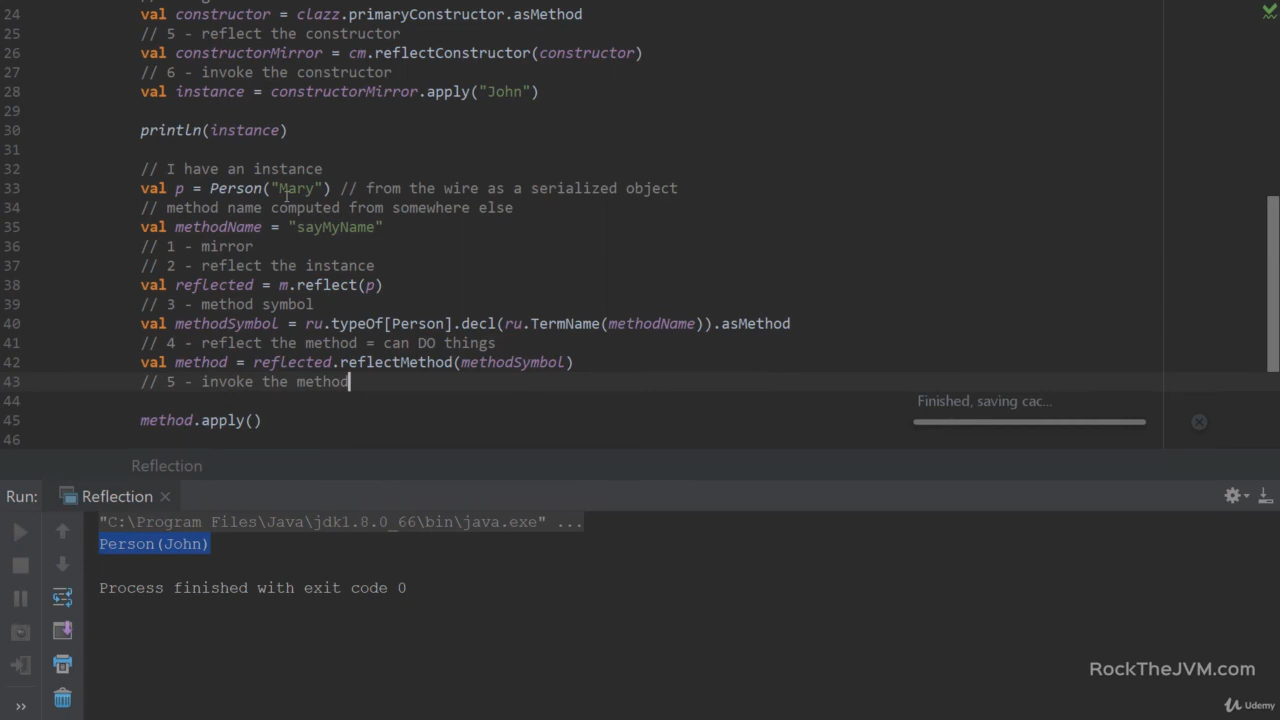 24 val constructor = clazz.primaryConstructor.asMethod
25 // 5 - reflect the constructor
26 val constructorMirror = cm.reflectConstructor(constructor)
27 // 6 - invoke the constructor
28 val instance = constructorMirror.apply("John")
29
30 println(instance)
31
32 // I have an instance
33 val p = Person("Mary") // from the wire as a serialized object
34 // method name computed from somewhere else
35 val methodName = "sayMyName"
36 // 1 - mirror
37 // 2 - reflect the instance
38 val reflected = m.reflect(p)
39 // 3 - method symbol
40 val methodSymbol = ru.typeOf[Person].decl(ru.TermName(methodName)).asMethod
41 // 4 - reflect the method = can DO things
42 val method = reflected.reflectMethod(methodSymbol)
43 // 5 - invoke the method
44
Finished, saving cac...
45 method.apply()
46
Reflection
Run: Reflection
"C:\Program Files\Java\jdk1.8.0_66\bin\java.exe" ...
Person(John)
Process finished with exit code 0
RockTheJVM.com
Udemy